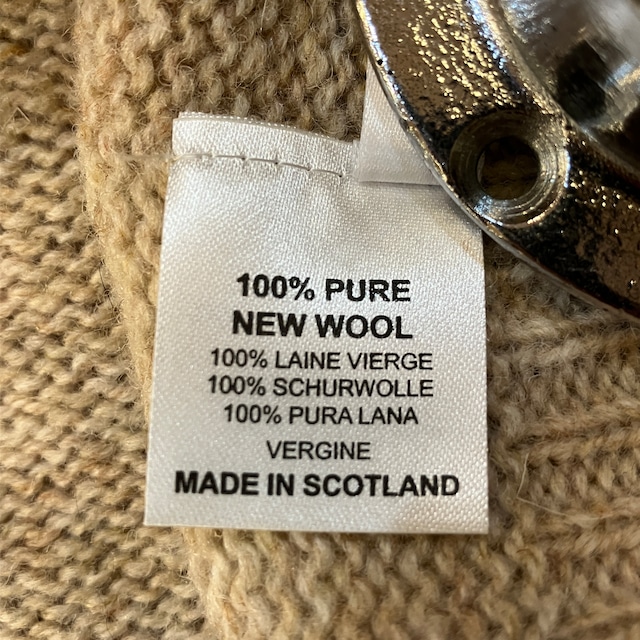 100% PURE
NEW WOOL
100% LAINE VIERGE
100% SCHURWOLLE
100% PURA LANA
VERGINE
MADE IN SCOTLAND